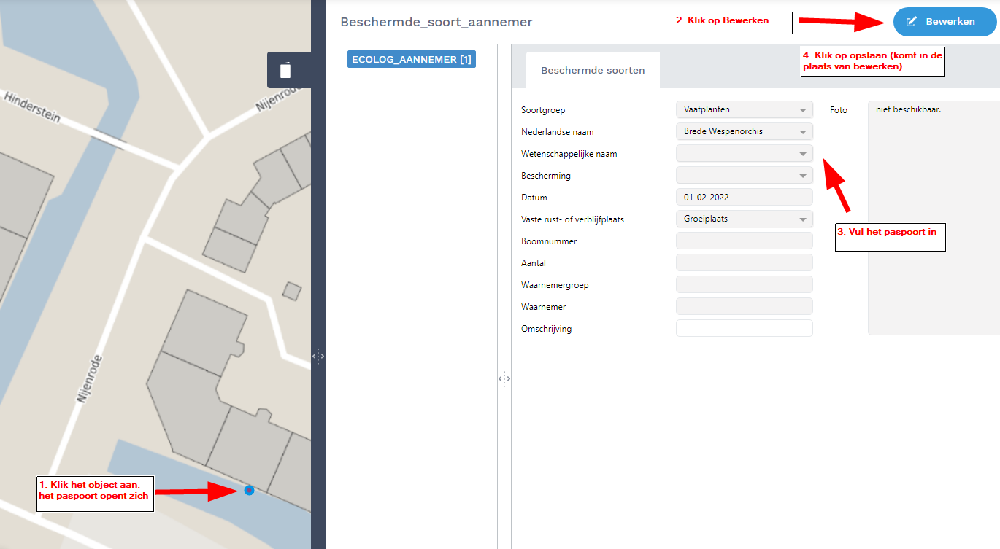 Beschermde_soort_aannemer
2. Klik op Bewerken
Bewerken
ECOLOG_AANNEMER [1]
4. Klik op opslaan (komt in de
plaats van bewerken)
Beschermde soorten
Soortgroep
Vaatplanten
Foto
niet beschikbaar.
Nederlandse naam
Brede Wespenorchis
Wetenschappelijke naam
Bescherming
Datum
01-02-2022
Vaste rust- of verblijfplaats
Groeiplaats
3. Vul het paspoort in
Boomnummer
Aantal
Waarnemergroep
Waarnemer
Omschrijving
Hinderstein
Nijenrode
Nijenrode
1. Klik het object aan,
het paspoort opent zich